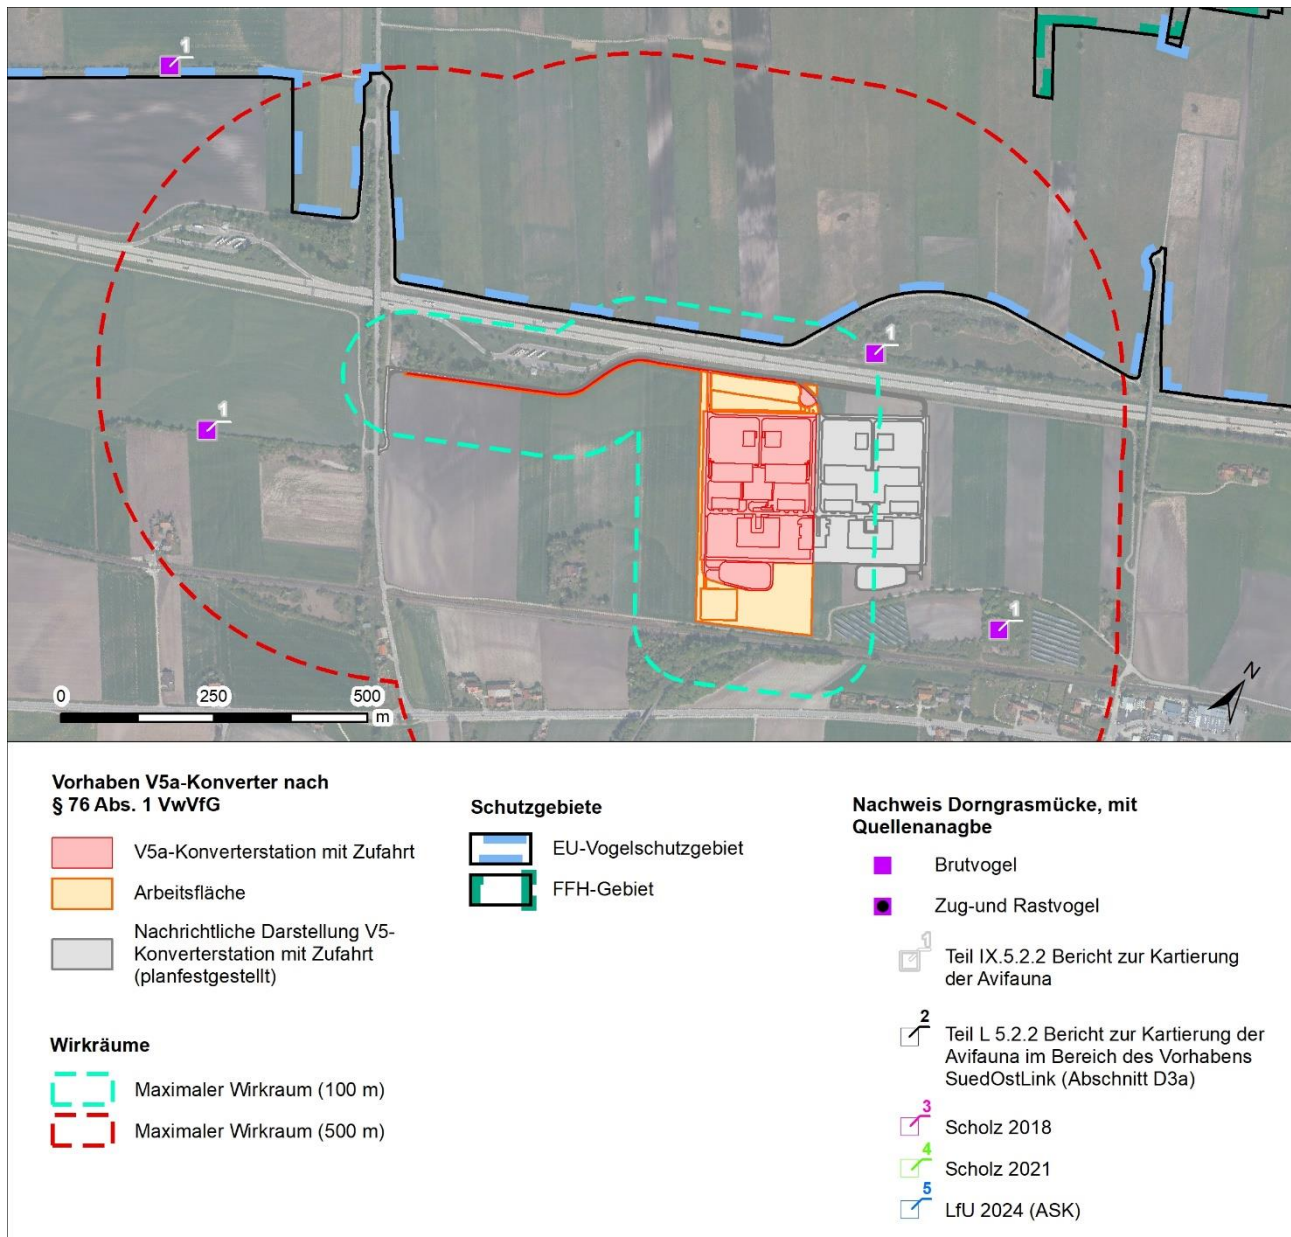 1
1
1
1
N
0 250 500
m
Vorhaben V5a-Konverter nach
§ 76 Abs. 1 VwVfG
V5a-Konverterstation mit Zufahrt
Arbeitsfläche
Nachrichtliche Darstellung V5-
Konverterstation mit Zufahrt
(planfestgestellt)
Wirkräume
Maximaler Wirkraum (100 m)
Maximaler Wirkraum (500 m)
Schutzgebiete
EU-Vogelschutzgebiet
FFH-Gebiet
Nachweis Dorngrasmücke, mit
Quellenanagbe
Brutvogel
Zug-und Rastvogel
1
Teil IX.5.2.2 Bericht zur Kartierung
der Avifauna
2
Teil L 5.2.2 Bericht zur Kartierung der
Avifauna im Bereich des Vorhabens
SuedOstLink (Abschnitt D3a)
3
Scholz 2018
4
Scholz 2021
5
LfU 2024 (ASK)